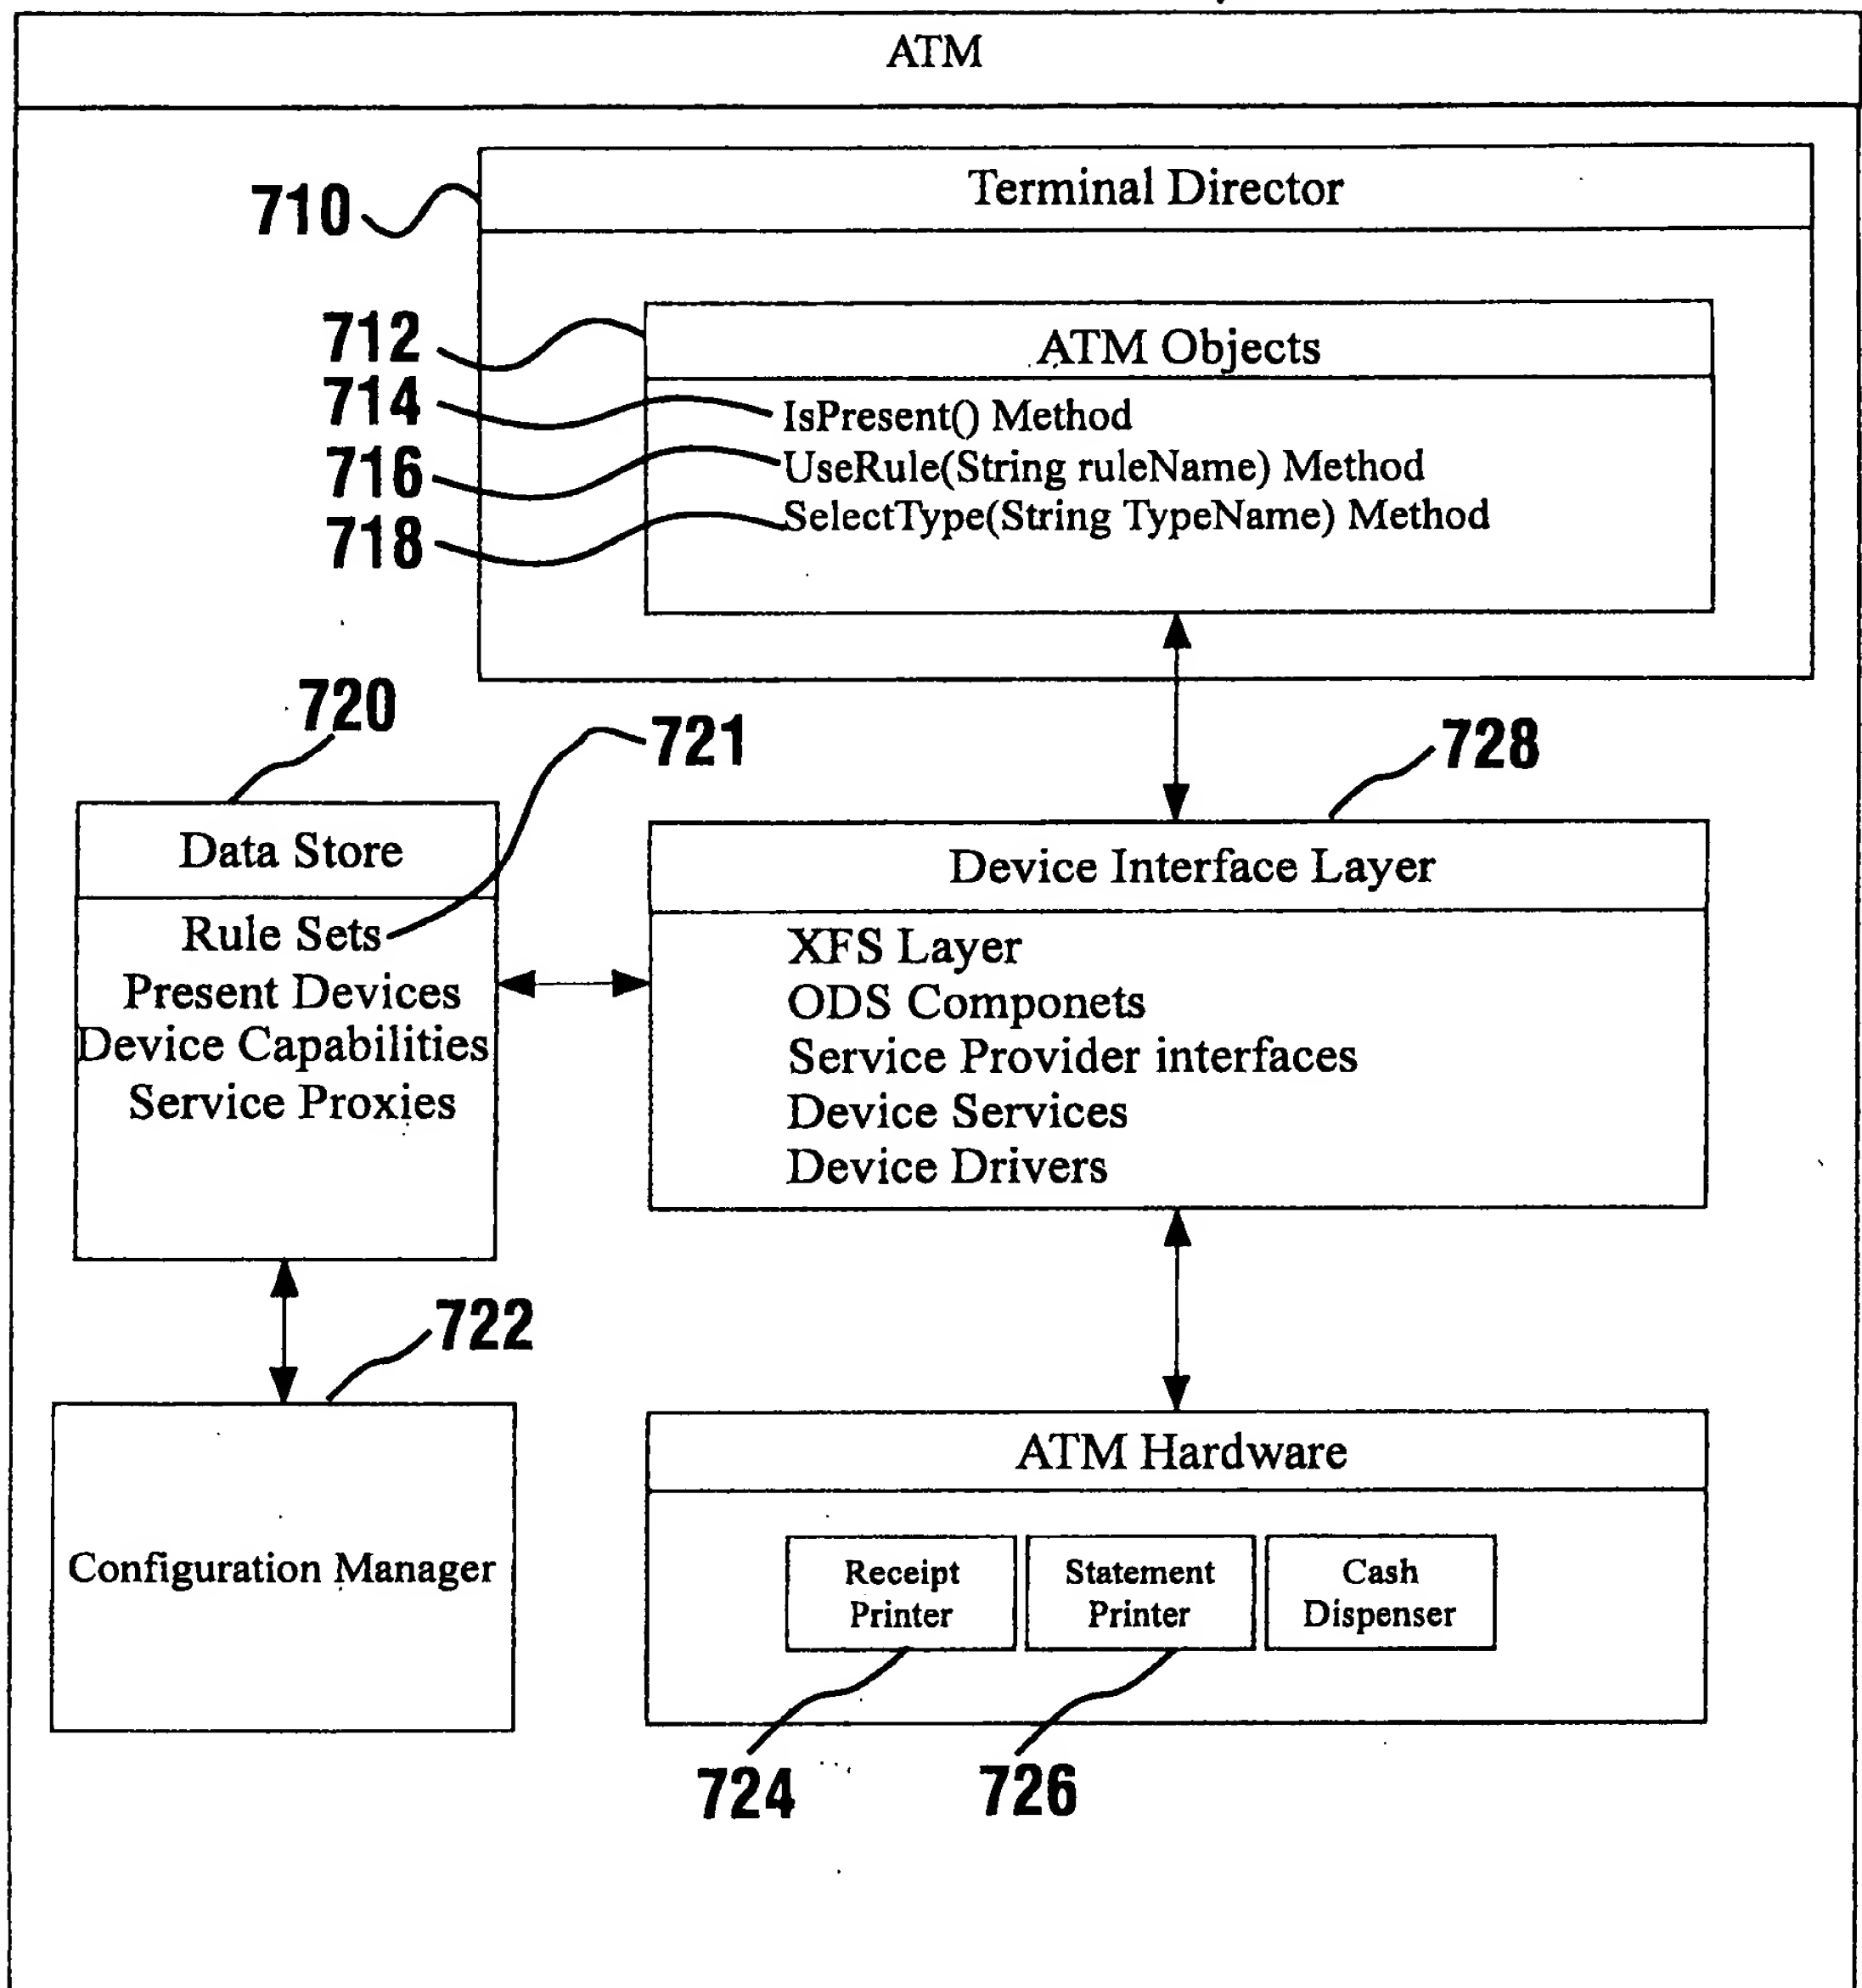 ATM
Terminal Director
710
712
ATM Objects
714
IsPresent() Method
716
UseRule(String ruleName) Method
718
SelectType(String TypeName) Method
720
721
728
Data Store
Rule Sets
Present Devices
Device Capabilities
Service Proxies
Device Interface Layer
XFS Layer
ODS Componets
Service Provider interfaces
Device Services
Device Drivers
722
Configuration Manager
ATM Hardware
Receipt
Printer
Statement
Printer
Cash
Dispenser
724
726